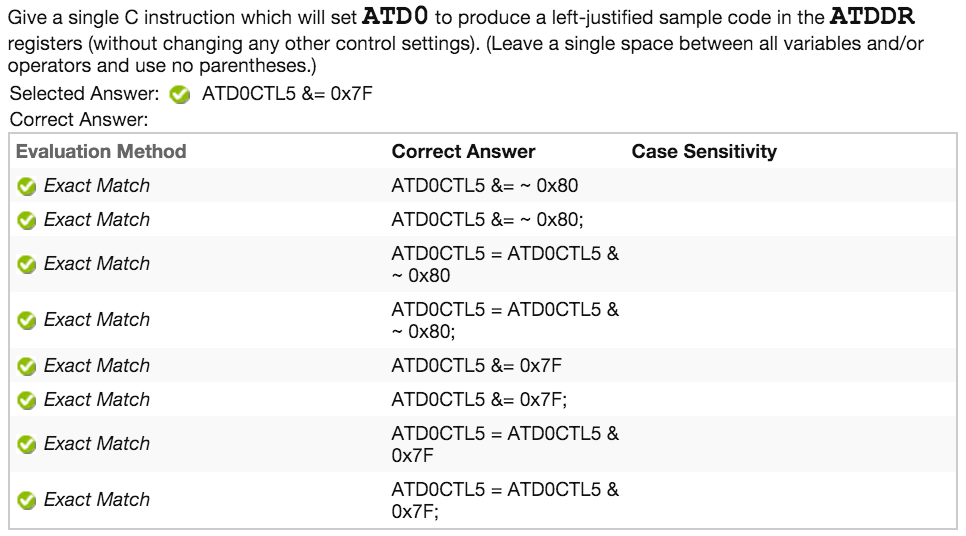 Give a single C instruction which will set ATD0 to produce a left-justified sample code in the ATDDR
registers (without changing any other control settings). (Leave a single space between all variables and/or
operators and use no parentheses.)
Selected Answer: ATD0CTL5 &= 0x7F
Correct Answer:
Evaluation Method Correct Answer Case Sensitivity
Exact Match ATD0CTL5 &= ~ 0x80
Exact Match ATD0CTL5 &= ~ 0x80;
Exact Match ATD0CTL5 = ATD0CTL5 &
~ 0x80
Exact Match ATD0CTL5 = ATD0CTL5 &
~ 0x80;
Exact Match ATD0CTL5 &= 0x7F
Exact Match ATD0CTL5 &= 0x7F;
Exact Match ATD0CTL5 = ATD0CTL5 &
0x7F
Exact Match ATD0CTL5 = ATD0CTL5 &
0x7F;